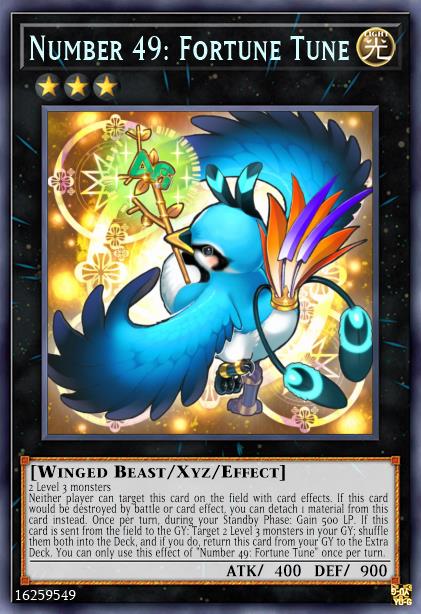 Number 49: Fortune Tune
LIGHT
光
49
[Winged Beast/Xyz/Effect]
2 Level 3 monsters
Neither player can target this card on the field with card effects. If this card
would be destroyed by battle or card effect, you can detach 1 material from this
card instead. Once per turn, during your Standby Phase: Gain 500 LP. If this
card is sent from the field to the GY: Target 2 Level 3 monsters in your GY; shuffle
them both into the Deck, and if you do, return this card from your GY to the Extra
Deck. You can only use this effect of "Number 49: Fortune Tune" once per turn.
ATK/ 400 DEF/ 900
16259549